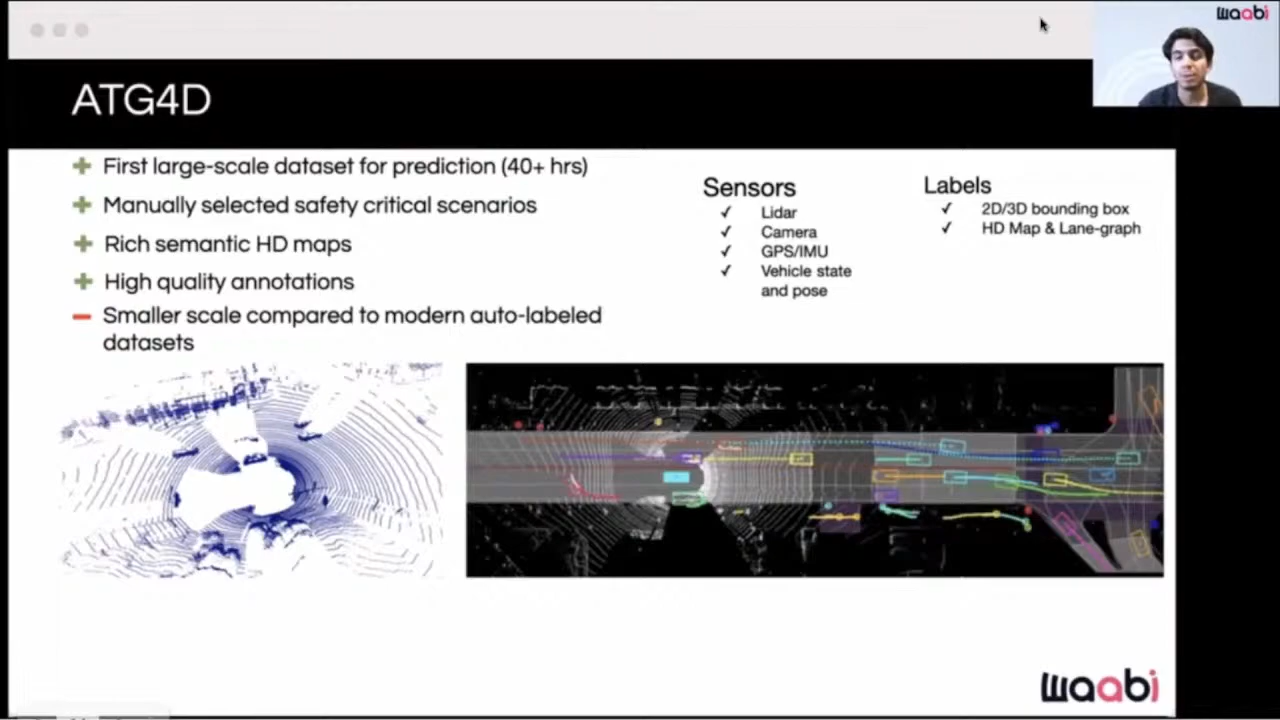 waabi
ATG4D
First large-scale dataset for prediction (40+ hrs)
Manually selected safety critical scenarios
Rich semantic HD maps
High quality annotations
Smaller scale compared to modern auto-labeled
datasets
Sensors
✓ Lidar
✓ Camera
✓ GPS/IMU
✓ Vehicle state
and pose
Labels
✓ 2D/3D bounding box
✓ HD Map & Lane-graph
waabi